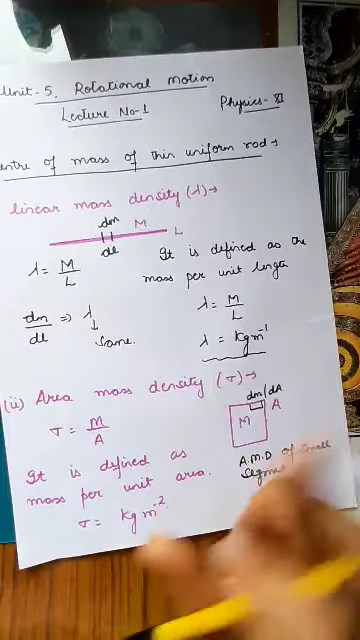 Unit-5. Rotational motion
Lecture No-1
Physics-XI
entre of mass of thin uniform rod→
linear mass density (λ)→
dm
M
L
dl
λ = M/L
It is defined as the
mass per unit length
dm/dl ⇒ λ
↓
Same.
λ = M/L
λ = kgm⁻¹
(ii) Area mass density (σ)→
σ = M/A
dm/dA
M
A
It is defined as
mass per unit area.
σ = kg m⁻²
A.M.D of small